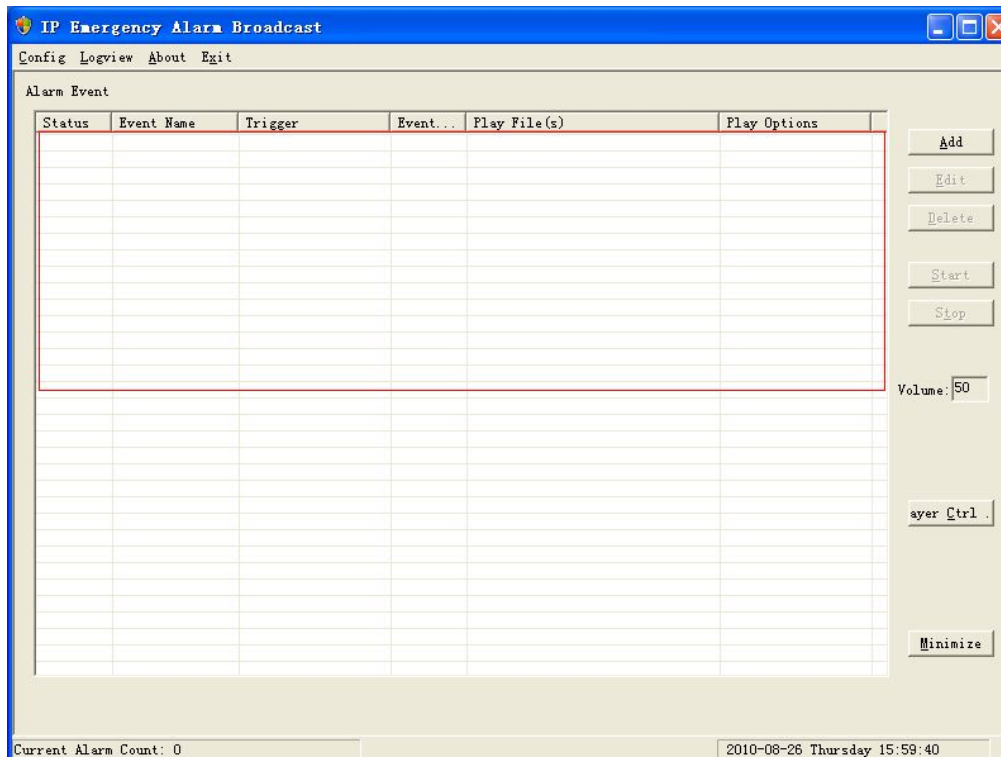 IP Emergency Alarm Broadcast
Config Logview About Exit
Alarm Event
Status Event Name Trigger Event... Play File(s) Play Options
Add
Edit
Delete
Start
Stop
Volume: 50
ayer Ctrl .
Minimize
Current Alarm Count: 0 2010-08-26 Thursday 15:59:40